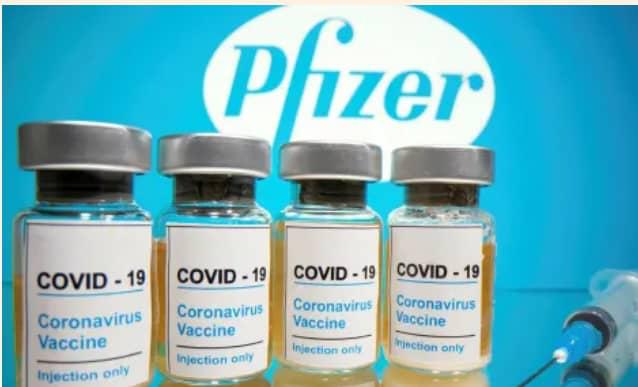 Pfizer
COVID - 19
Coronavirus
Vaccine
Injection only
COVID - 19
Coronavirus
Vaccine
Injection only
COVID - 19
Coronavirus
Vaccine
Injection only
COVID - 19
Coronavirus
Vaccine
Injection only